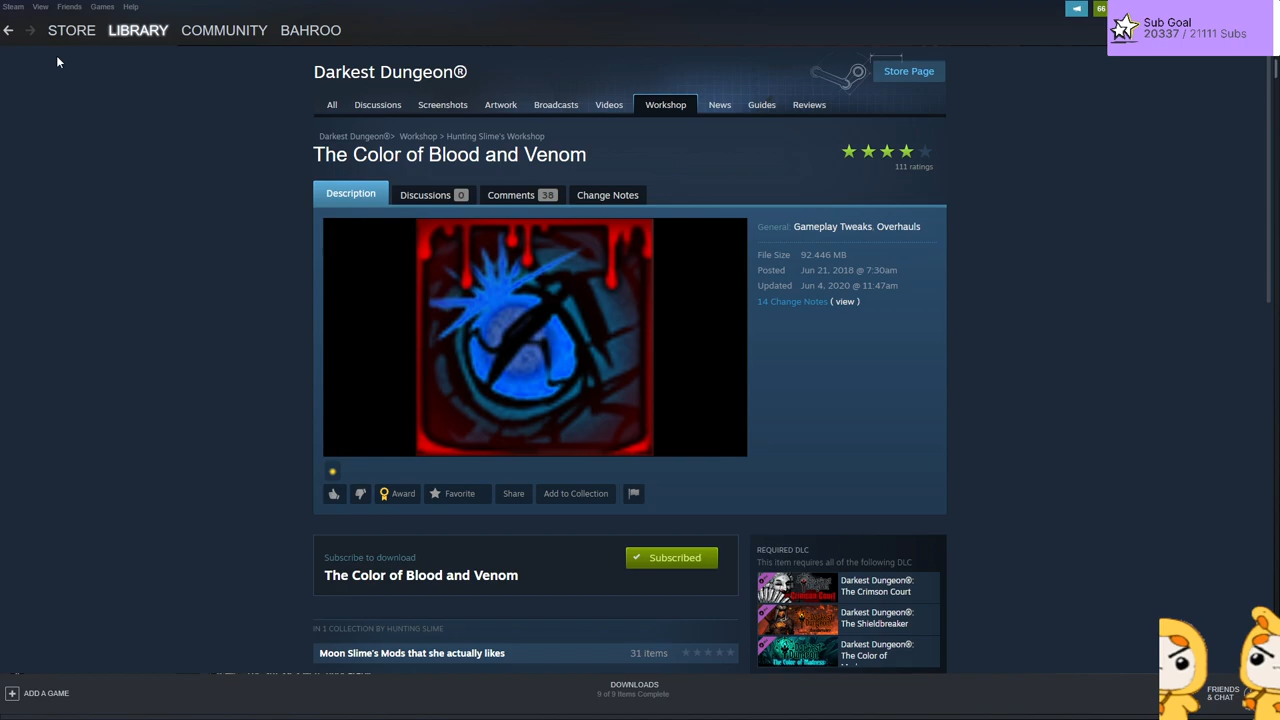 Steam View Friends Games Help
66
Sub Goal
20337 / 21111 Subs
STORE LIBRARY COMMUNITY BAHROO
Darkest Dungeon®
Store Page
All Discussions Screenshots Artwork Broadcasts Videos Workshop News Guides Reviews
Darkest Dungeon® > Workshop > Hunting Slime's Workshop
The Color of Blood and Venom
111 ratings
Description Discussions 0 Comments 38 Change Notes
General: Gameplay Tweaks, Overhauls
File Size 92.446 MB
Posted Jun 21, 2018 @ 7:30am
Updated Jun 4, 2020 @ 11:47am
14 Change Notes ( view )
Award Favorite Share Add to Collection
Subscribe to download
The Color of Blood and Venom
Subscribed
REQUIRED DLC
This item requires all of the following DLC
Darkest Dungeon®:
The Crimson Court
Darkest Dungeon®:
The Shieldbreaker
Darkest Dungeon®:
The Color of
IN 1 COLLECTION BY HUNTING SLIME
Moon Slime's Mods that she actually likes 31 items
ADD A GAME
DOWNLOADS
9 of 9 Items Complete
FRIENDS
& CHAT